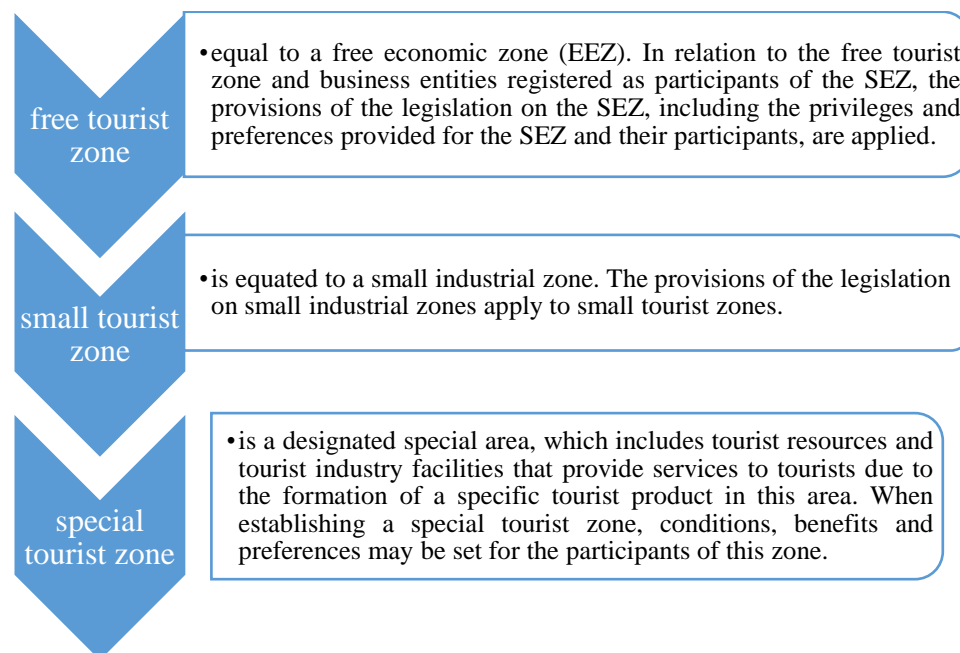 free tourist
zone
•equal to a free economic zone (EEZ). In relation to the free tourist
zone and business entities registered as participants of the SEZ, the
provisions of the legislation on the SEZ, including the privileges and
preferences provided for the SEZ and their participants, are applied.
small tourist
zone
•is equated to a small industrial zone. The provisions of the legislation
on small industrial zones apply to small tourist zones.
special
tourist zone
•is a designated special area, which includes tourist resources and
tourist industry facilities that provide services to tourists due to
the formation of a specific tourist product in this area. When
establishing a special tourist zone, conditions, benefits and
preferences may be set for the participants of this zone.